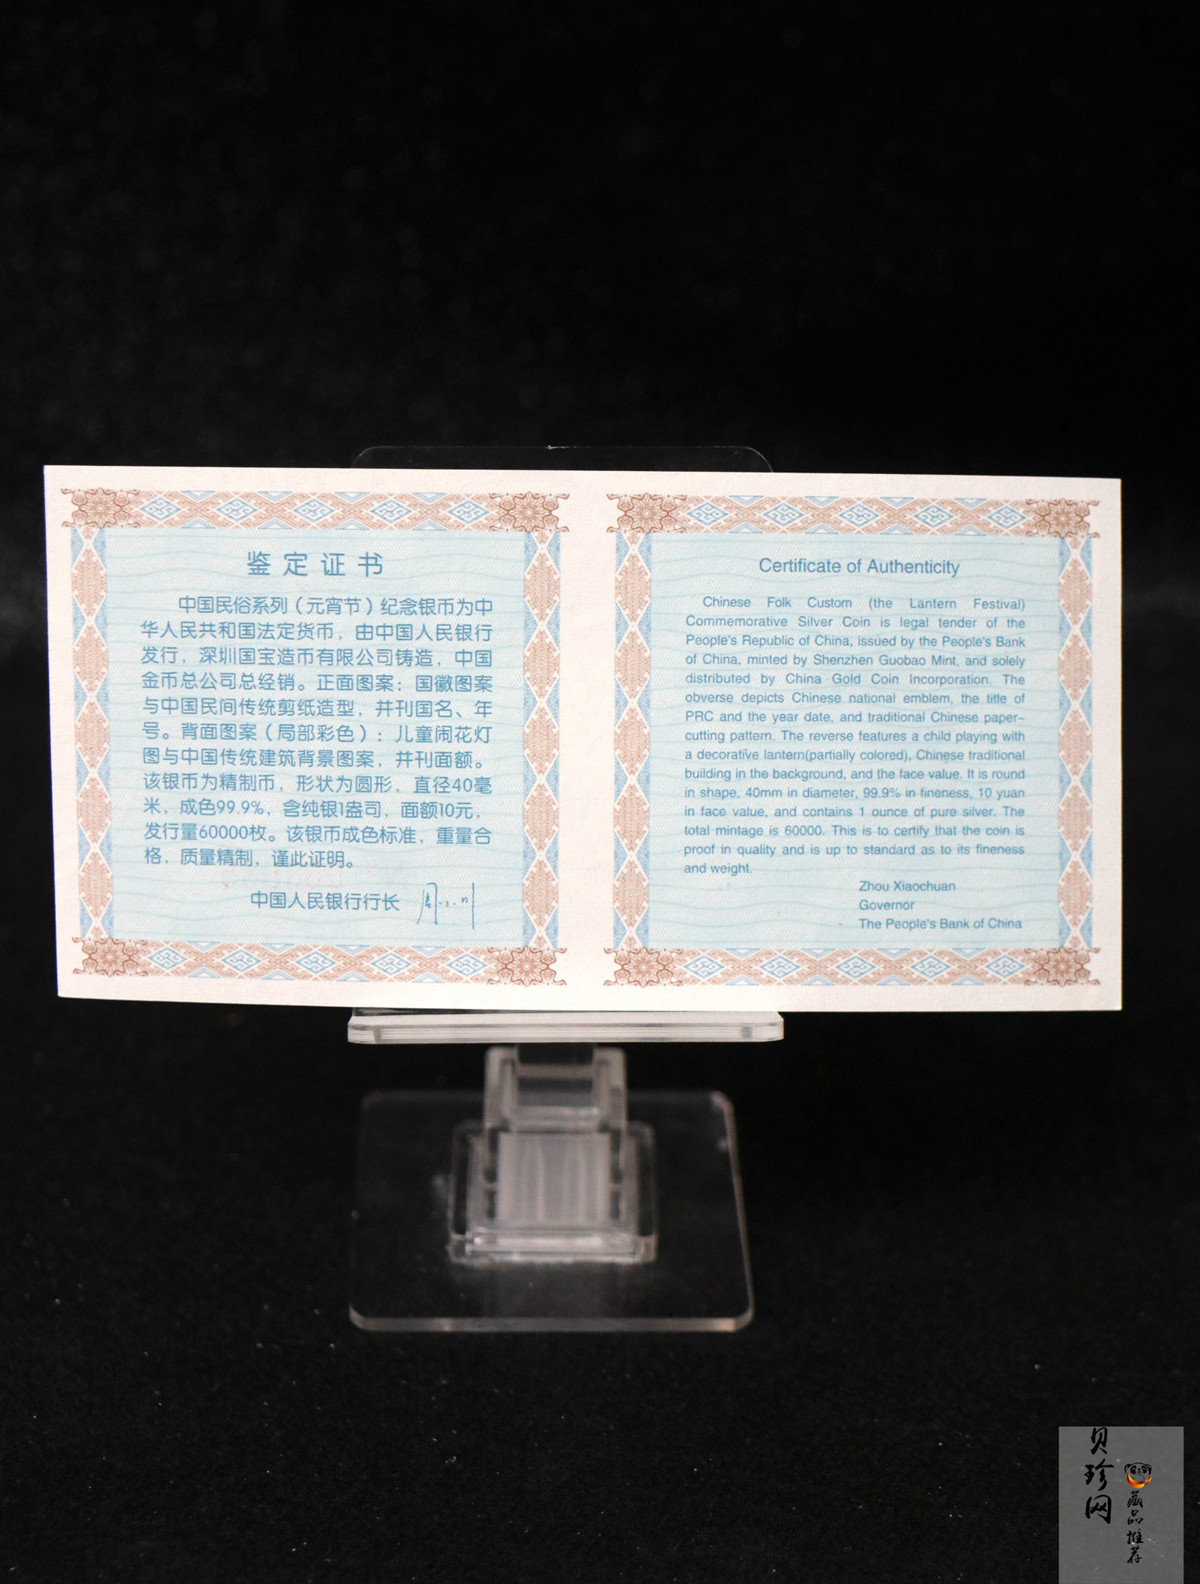 鉴定证书
中国民俗系列（元宵节）纪念银币为中
华人民共和国法定货币，由中国人民银行
发行，深圳国宝造币有限公司铸造，中国
金币总公司总经销。正面图案：国徽图案
与中国民间传统剪纸造型，并刊国名、年
号。背面图案（局部彩色）：儿童闹花灯
图与中国传统建筑背景图案，并刊面额。
该银币为精制币，形状为圆形，直径40毫
米，成色99.9%，含纯银1盎司，面额10元，
发行量60000枚。该银币成色标准，重量合
格，质量精制，谨此证明。
中国人民银行行长
Certificate of Authenticity
Chinese Folk Custom (the Lantern Festival)
Commemorative Silver Coin is legal tender of the
People's Republic of China, issued by the People's Bank
of China, minted by Shenzhen Guobao Mint, and solely
distributed by China Gold Coin Incorporation. The
obverse depicts Chinese national emblem, the title of
PRC and the year date, and traditional Chinese paper-
cutting pattern. The reverse features a child playing with
a decorative lantern(partially colored), Chinese traditional
building in the background, and the face value. It is round
in shape, 40mm in diameter, 99.9% in fineness, 10 yuan
in face value, and contains 1 ounce of pure silver. The
total mintage is 60000. This is to certify that the coin is
proof in quality and is up to standard as to its fineness
and weight.
Zhou Xiaochuan
Governor
The People's Bank of China
贝珍网
藏品推荐